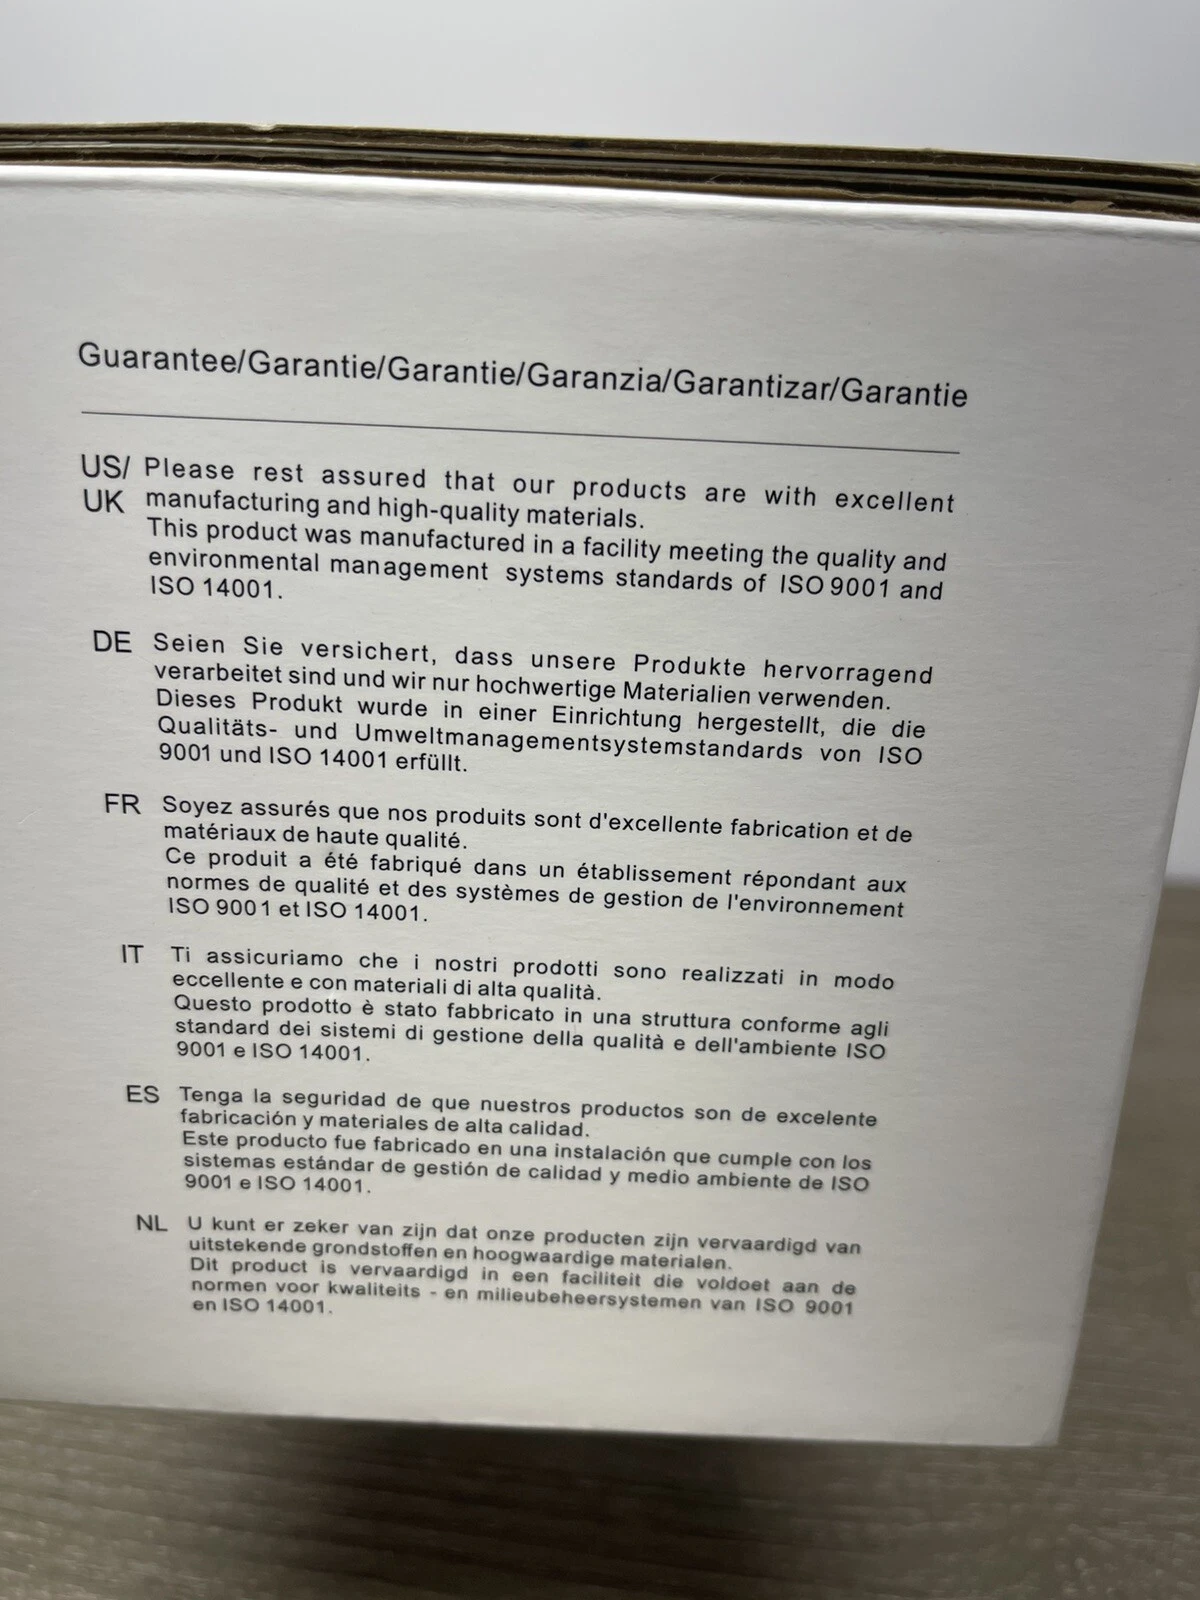 Guarantee/Garantie/Garantie/Garanzia/Garantizar/Garantie
US/ Please rest assured that our products are with excellent
UK manufacturing and high-quality materials.
This product was manufactured in a facility meeting the quality and
environmental management systems standards of ISO 9001 and
ISO 14001.
DE Seien Sie versichert, dass unsere Produkte hervorragend
verarbeitet sind und wir nur hochwertige Materialien verwenden.
Dieses Produkt wurde in einer Einrichtung hergestellt, die die
Qualitäts- und Umweltmanagementsystemstandards von ISO
9001 und ISO 14001 erfüllt.
FR Soyez assurés que nos produits sont d'excellente fabrication et de
matériaux de haute qualité.
Ce produit a été fabriqué dans un établissement répondant aux
normes de qualité et des systèmes de gestion de l'environnement
ISO 9001 et ISO 14001.
IT Ti assicuriamo che i nostri prodotti sono realizzati in modo
eccellente e con materiali di alta qualità.
Questo prodotto è stato fabbricato in una struttura conforme agli
standard dei sistemi di gestione della qualità e dell'ambiente ISO
9001 e ISO 14001.
ES Tenga la seguridad de que nuestros productos son de excelente
fabricación y materiales de alta calidad.
Este producto fue fabricado en una instalación que cumple con los
sistemas estándar de gestión de calidad y medio ambiente de ISO
9001 e ISO 14001.
NL U kunt er zeker van zijn dat onze producten zijn vervaardigd van
uitstekende grondstoffen en hoogwaardige materialen.
Dit product is vervaardigd in een faciliteit die voldoet aan de
normen voor kwaliteits - en milieubeheersystemen van ISO 9001
en ISO 14001.